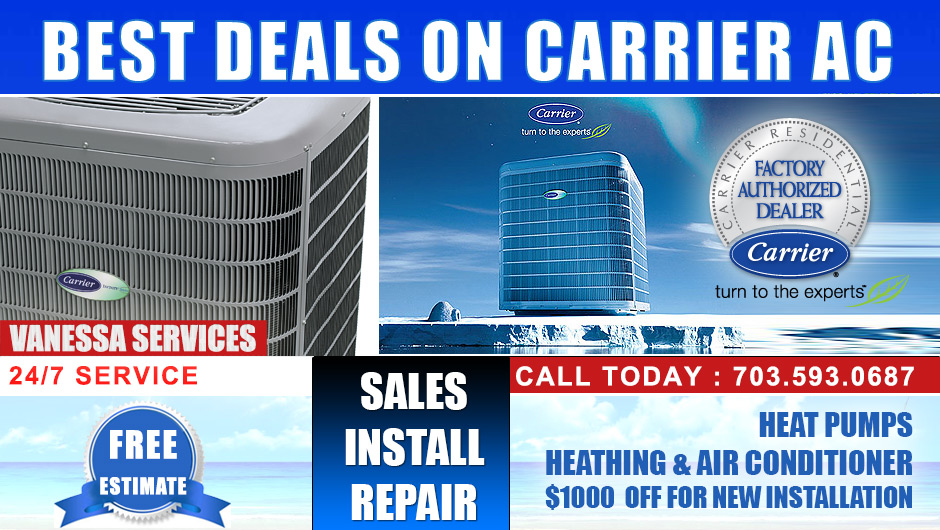 BEST DEALS ON CARRIER AC
Carrier
turn to the experts
CARRIER RESIDENTIAL
FACTORY
AUTHORIZED
DEALER
Carrier
turn to the experts™
Carrier
VANESSA SERVICES
24/7 SERVICE
FREE
ESTIMATE
SALES
INSTALL
REPAIR
CALL TODAY : 703.593.0687
HEAT PUMPS
HEATHING & AIR CONDITIONER
$1000 OFF FOR NEW INSTALLATION